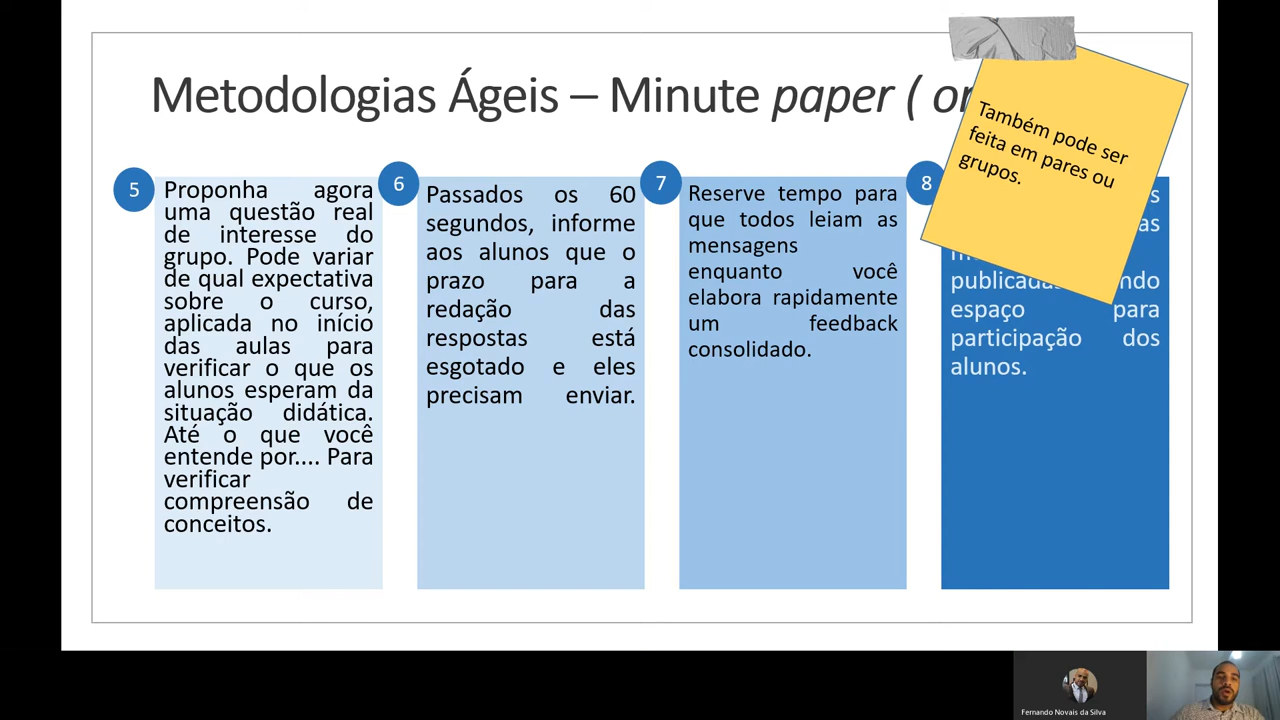 Metodologias Ágeis – Minute paper ( on
Também pode ser
feita em pares ou
grupos.
5
Proponha agora
uma questão real
de interesse do
grupo. Pode variar
de qual expectativa
sobre o curso,
aplicada no início
das aulas para
verificar o que os
alunos esperam da
situação didática.
Até o que você
entende por.... Para
verificar
compreensão de
conceitos.
6
Passados os 60
segundos, informe
aos alunos que o
prazo para a
redação das
respostas está
esgotado e eles
precisam enviar.
7
Reserve tempo para
que todos leiam as
mensagens
enquanto você
elabora rapidamente
um feedback
consolidado.
8
espaço para
participação dos
alunos.
Fernando Novais da Silva